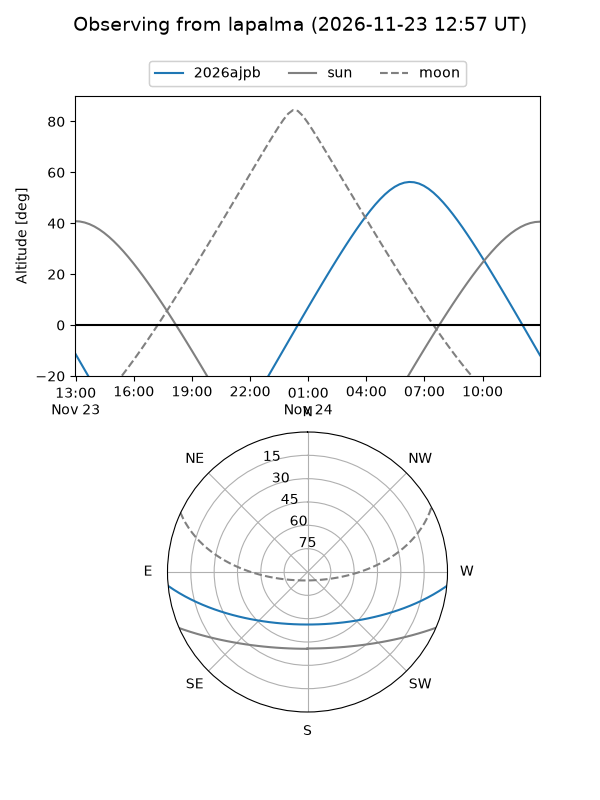 Observing from lapalma (2026-11-23 12:57 UT)
2026ajpb sun moon
Altitude [deg]
80
60
40
20
0
−20
13:00 16:00 19:00 22:00 01:00 04:00 07:00 10:00
Nov 23 Nov 24
N
NE NW
15
30
45
60
75
E W
SE SW
S